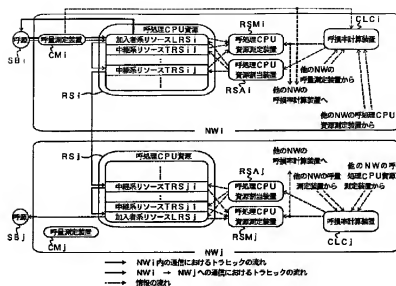 呼処理CPU資源
RSMi
CLCi
呼源
呼量測定装置
加入者系リソースLRSi
呼処理CPU
資源測定装置
呼損率計算装置
SBi
CMi
中継系リソースTRSi1
中継系リソースTRSij
呼処理CPU
資源割当装置
RSi
RSAi
他のNWの
呼損率計算装置へ
他のNWの
呼量測定装置から
他のNWの呼処理CPU
資源測定装置から
NWi
RSj
呼処理CPU資源
RSAj
他のNWの
呼損率計算装置へ
他のNWの呼量
測定装置から
他のNWの呼処理CPU
資源測定装置から
中継系リソースTRSji
呼処理CPU
資源割当装置
中継系リソースTRSj1
加入者系リソースLRSj
呼処理CPU
資源測定装置
呼損率計算装置
呼源
SBj
呼量測定装置
CMj
RSMj
CLCj
NWj
NWi内の通信におけるトラヒックの流れ
NWi → NWjへの通信におけるトラヒックの流れ
情報の流れ